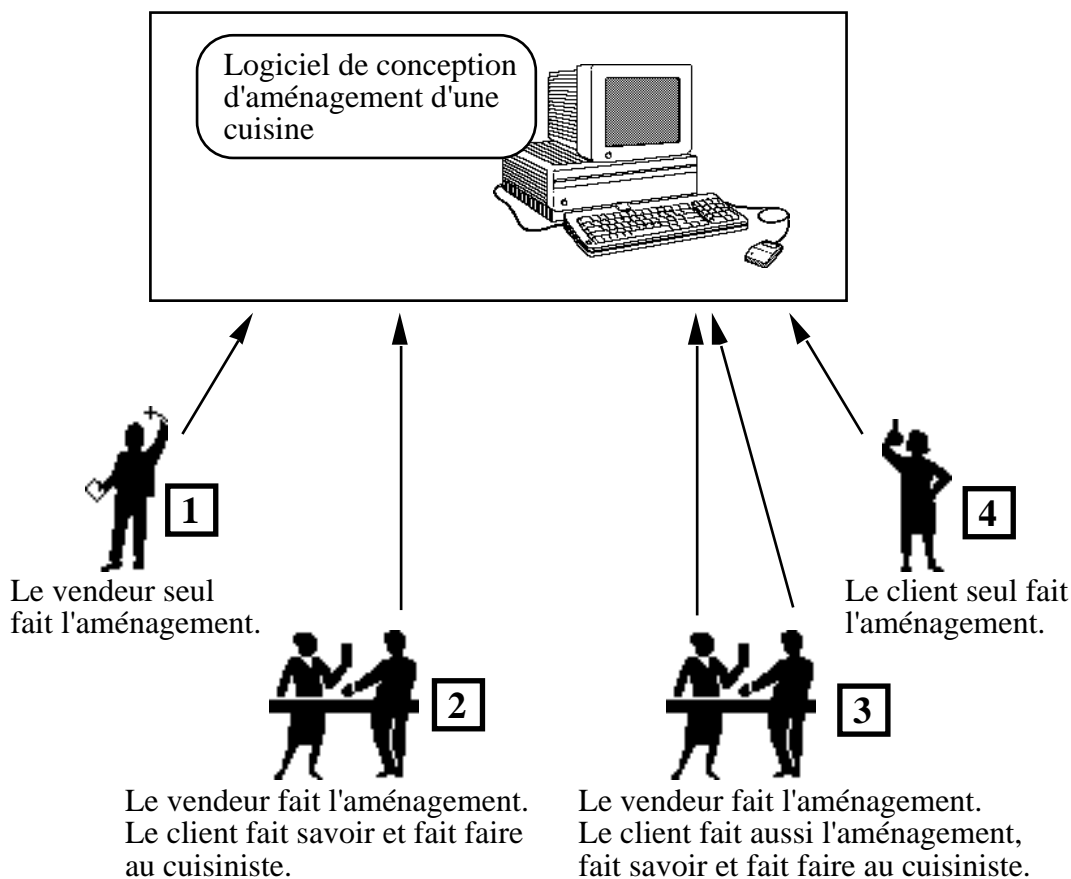 Logiciel de conception
d'aménagement d'une
cuisine
1
Le vendeur seul
fait l'aménagement.
4
Le client seul fait
l'aménagement.
2
Le vendeur fait l'aménagement.
Le client fait savoir et fait faire
au cuisiniste.
3
Le vendeur fait l'aménagement.
Le client fait aussi l'aménagement,
fait savoir et fait faire au cuisiniste.